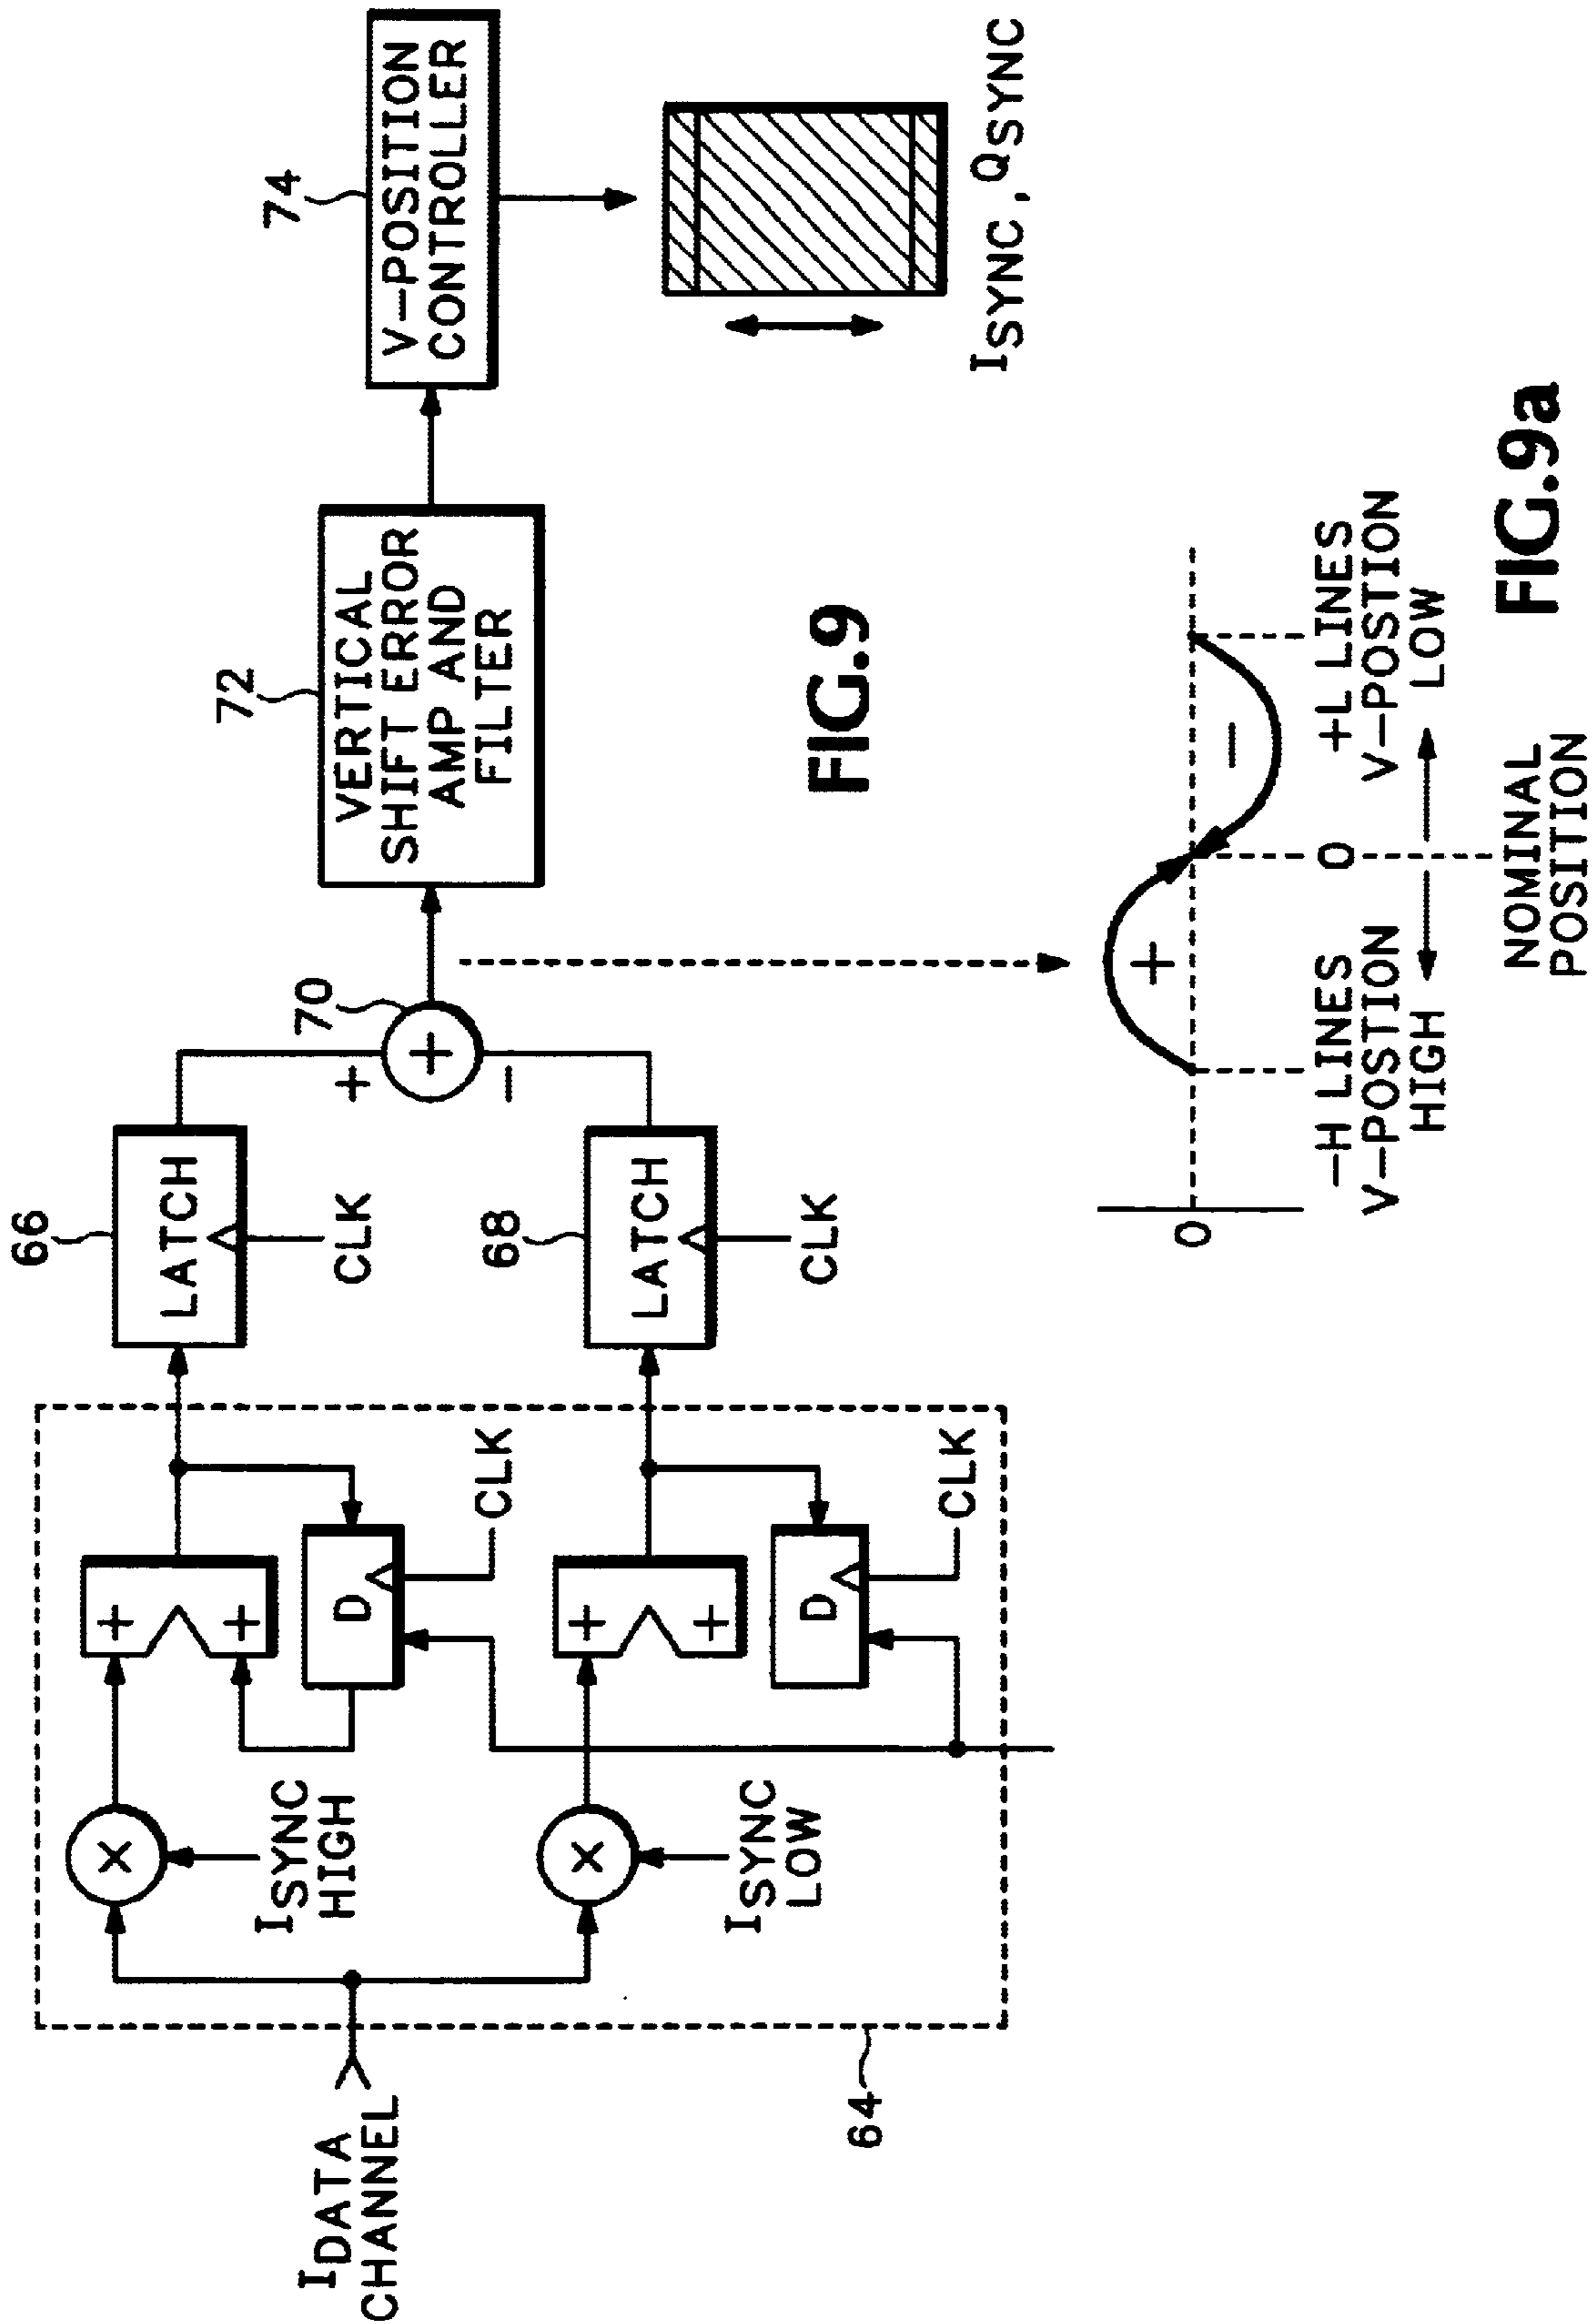 IDATA
CHANNEL
64
×
ISYNC
HIGH
×
ISYNC
LOW
+
+
D
CLK
+
+
D
CLK
66
LATCH
CLK
68
LATCH
CLK
70
+
+
−
72
VERTICAL
SHIFT ERROR
AMP AND
FILTER
74
V-POSITION
CONTROLLER
ISYNC, QSYNC
FIG.9
0
+
−
-H LINES
V-POSTION
HIGH
0
+L LINES
V-POSTION
LOW
NOMINAL
POSITION
FIG.9a